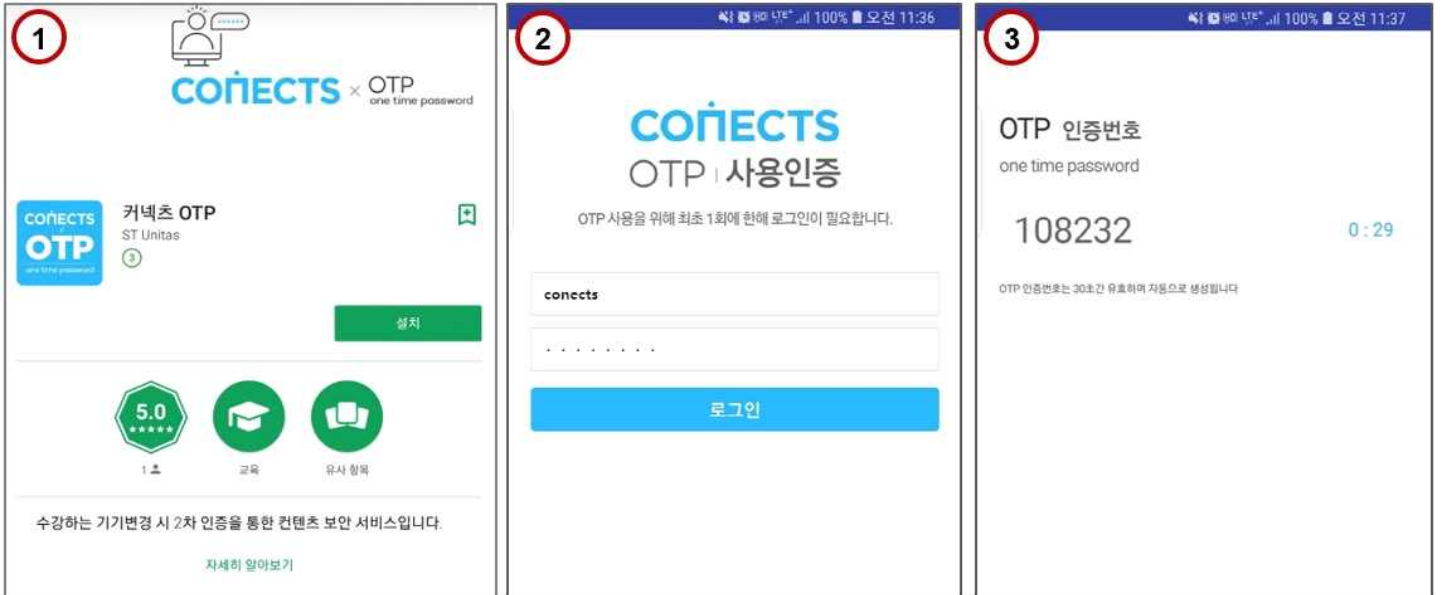 1
CONECTS × OTP
one time password
CONECTS
OTP
one time password
커넥츠 OTP
ST Unitas
3
설치
5.0
1
교육
유사 항목
수강하는 기기변경 시 2차 인증을 통한 컨텐츠 보안 서비스입니다.
자세히 알아보기
2
LTE+ 100% 오전 11:36
CONECTS
OTP 사용인증
OTP 사용을 위해 최초 1회에 한해 로그인이 필요합니다.
conects
로그인
3
LTE+ 100% 오전 11:37
OTP 인증번호
one time password
108232
0 : 29
OTP 인증번호는 30초간 유효하며 자동으로 생성됩니다